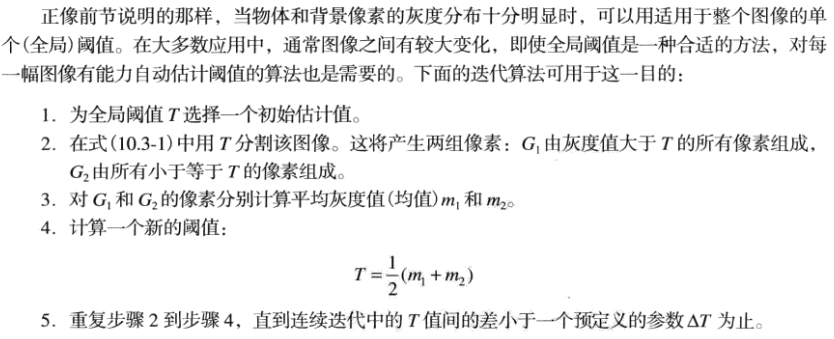 正像前节说明的那样，当物体和背景像素的灰度分布十分明显时，可以用适用于整个图像的单
个(全局)阈值。在大多数应用中，通常图像之间有较大变化，即使全局阈值是一种合适的方法，对每
一幅图像有能力自动估计阈值的算法也是需要的。下面的迭代算法可用于这一目的：
1. 为全局阈值 T 选择一个初始估计值。
2. 在式(10.3-1)中用 T 分割该图像。这将产生两组像素：G₁ 由灰度值大于 T 的所有像素组成，
G₂ 由所有小于等于 T 的像素组成。
3. 对 G₁ 和 G₂ 的像素分别计算平均灰度值(均值)m₁ 和 m₂。
4. 计算一个新的阈值：
T = 1/2 (m₁ + m₂)
5. 重复步骤 2 到步骤 4，直到连续迭代中的 T 值间的差小于一个预定义的参数 ΔT 为止。